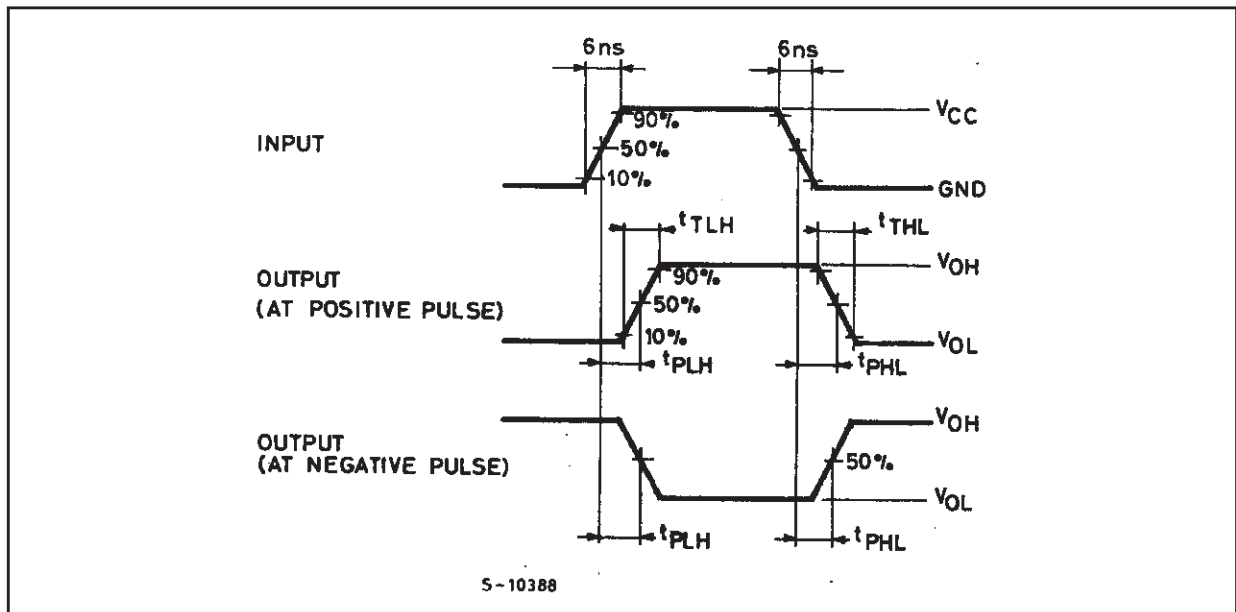 6ns
6ns
INPUT
90%
50%
10%
VCC
GND
tTLH
tTHL
OUTPUT
(AT POSITIVE PULSE)
90%
50%
10%
VOH
VOL
tPLH
tPHL
OUTPUT
(AT NEGATIVE PULSE)
VOH
50%
VOL
tPLH
tPHL
S-10388